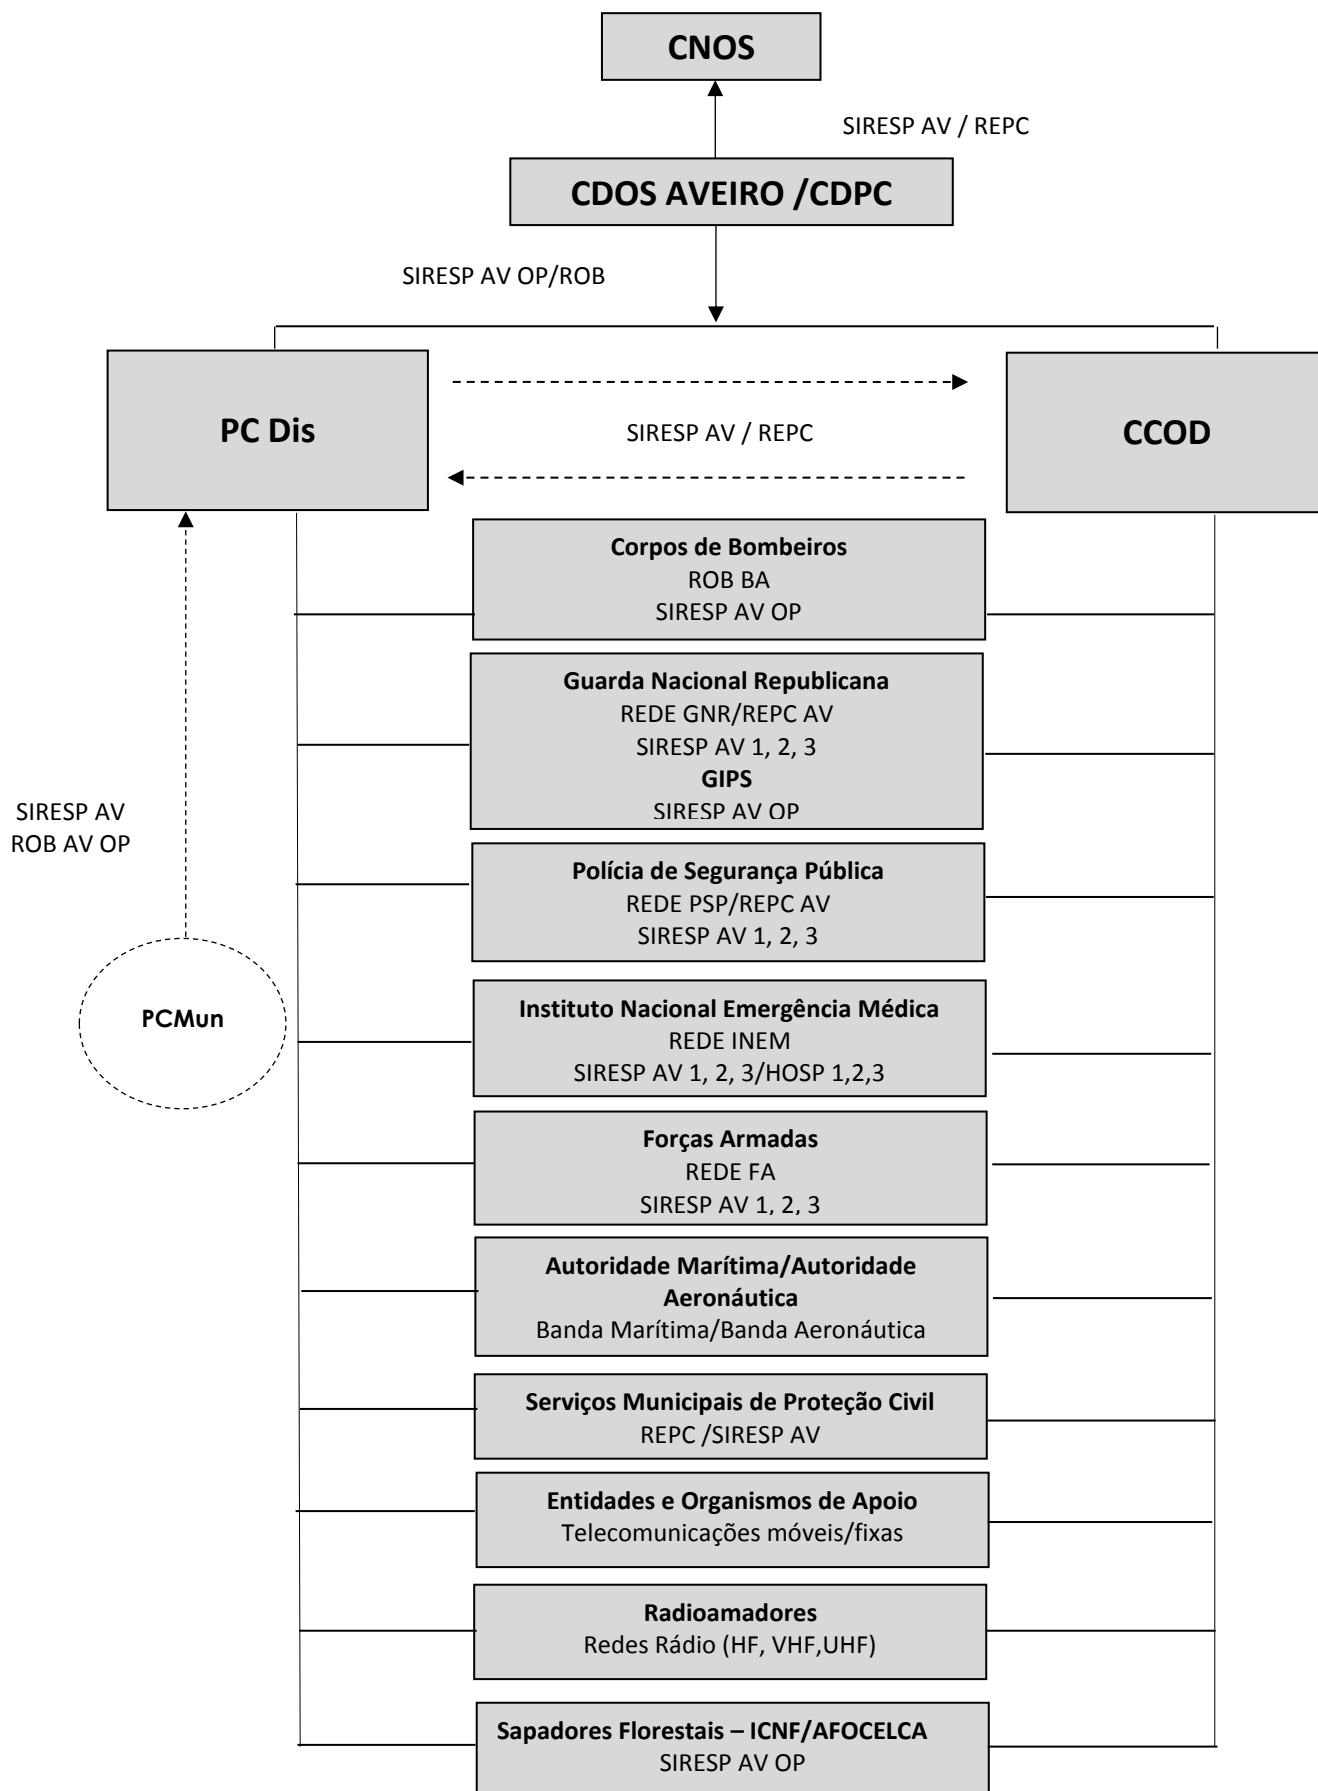 CNOS
SIRESP AV / REPC
CDOS AVEIRO /CDPC
SIRESP AV OP/ROB
PC Dis
SIRESP AV / REPC
CCOD
Corpos de Bombeiros
ROB BA
SIRESP AV OP
Guarda Nacional Republicana
REDE GNR/REPC AV
SIRESP AV 1, 2, 3
GIPS
SIRESP AV OP
SIRESP AV
ROB AV OP
Polícia de Segurança Pública
REDE PSP/REPC AV
SIRESP AV 1, 2, 3
PCMun
Instituto Nacional Emergência Médica
REDE INEM
SIRESP AV 1, 2, 3/HOSP 1,2,3
Forças Armadas
REDE FA
SIRESP AV 1, 2, 3
Autoridade Marítima/Autoridade
Aeronáutica
Banda Marítima/Banda Aeronáutica
Serviços Municipais de Proteção Civil
REPC /SIRESP AV
Entidades e Organismos de Apoio
Telecomunicações móveis/fixas
Radioamadores
Redes Rádio (HF, VHF,UHF)
Sapadores Florestais – ICNF/AFOCELCA
SIRESP AV OP